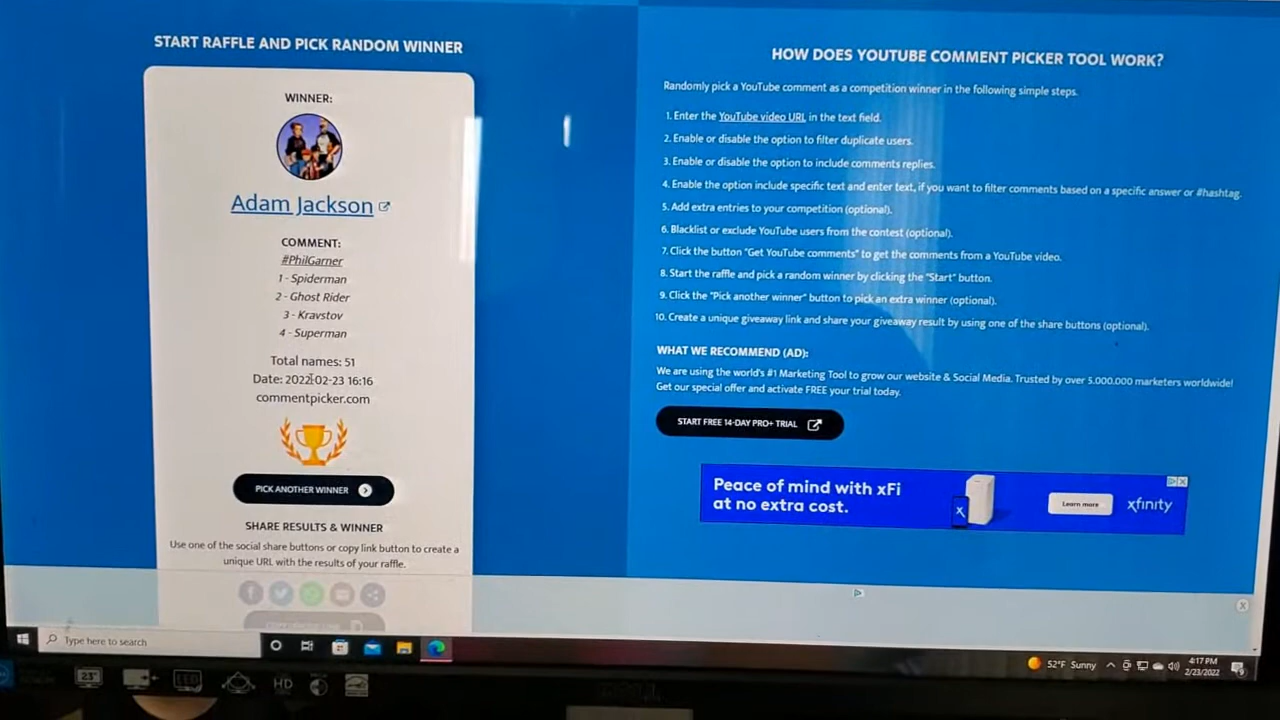 START RAFFLE AND PICK RANDOM WINNER
WINNER:
Adam Jackson
COMMENT:
#PhilGarner
1 - Spiderman
2 - Ghost Rider
3 - Kravstov
4 - Superman
Total names: 51
Date: 2022-02-23 16:16
commentpicker.com
PICK ANOTHER WINNER
SHARE RESULTS & WINNER
Use one of the social share buttons or copy link button to create a
unique URL with the results of your raffle.
HOW DOES YOUTUBE COMMENT PICKER TOOL WORK?
Randomly pick a YouTube comment as a competition winner in the following simple steps.
1. Enter the YouTube video URL in the text field.
2. Enable or disable the option to filter duplicate users.
3. Enable or disable the option to include comments replies.
4. Enable the option include specific text and enter text, if you want to filter comments based on a specific answer or #hashtag.
5. Add extra entries to your competition (optional).
6. Blacklist or exclude YouTube users from the contest (optional).
7. Click the button "Get YouTube comments" to get the comments from a YouTube video.
8. Start the raffle and pick a random winner by clicking the "Start" button.
9. Click the "Pick another winner" button to pick an extra winner (optional).
10. Create a unique giveaway link and share your giveaway result by using one of the share buttons (optional).
WHAT WE RECOMMEND (AD):
We are using the world's #1 Marketing Tool to grow our website & Social Media. Trusted by over 5.000.000 marketers worldwide!
Get our special offer and activate FREE your trial today.
START FREE 14-DAY PRO+ TRIAL
Peace of mind with xFi
at no extra cost.
Learn more
xfinity
Type here to search
52°F Sunny
4:17 PM
2/23/2022
23"
LED
HD